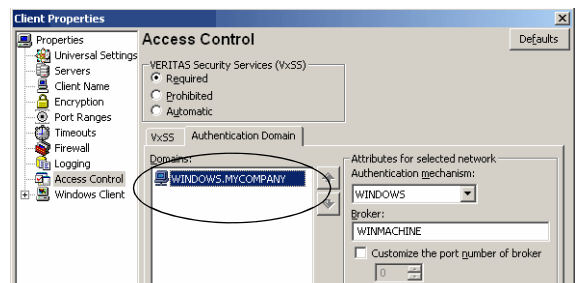 Client Properties
Properties
Universal Settings
Servers
Client Name
Encryption
Port Ranges
Timeouts
Firewall
Logging
Access Control
Windows Client
Access Control
Defaults
VERITAS Security Services (VxSS)
Required
Prohibited
Automatic
VxSS
Authentication Domain
Domains:
WINDOWS.MYCOMPANY
Attributes for selected network
Authentication mechanism:
WINDOWS
Broker:
WINMACHINE
Customize the port number of broker
0